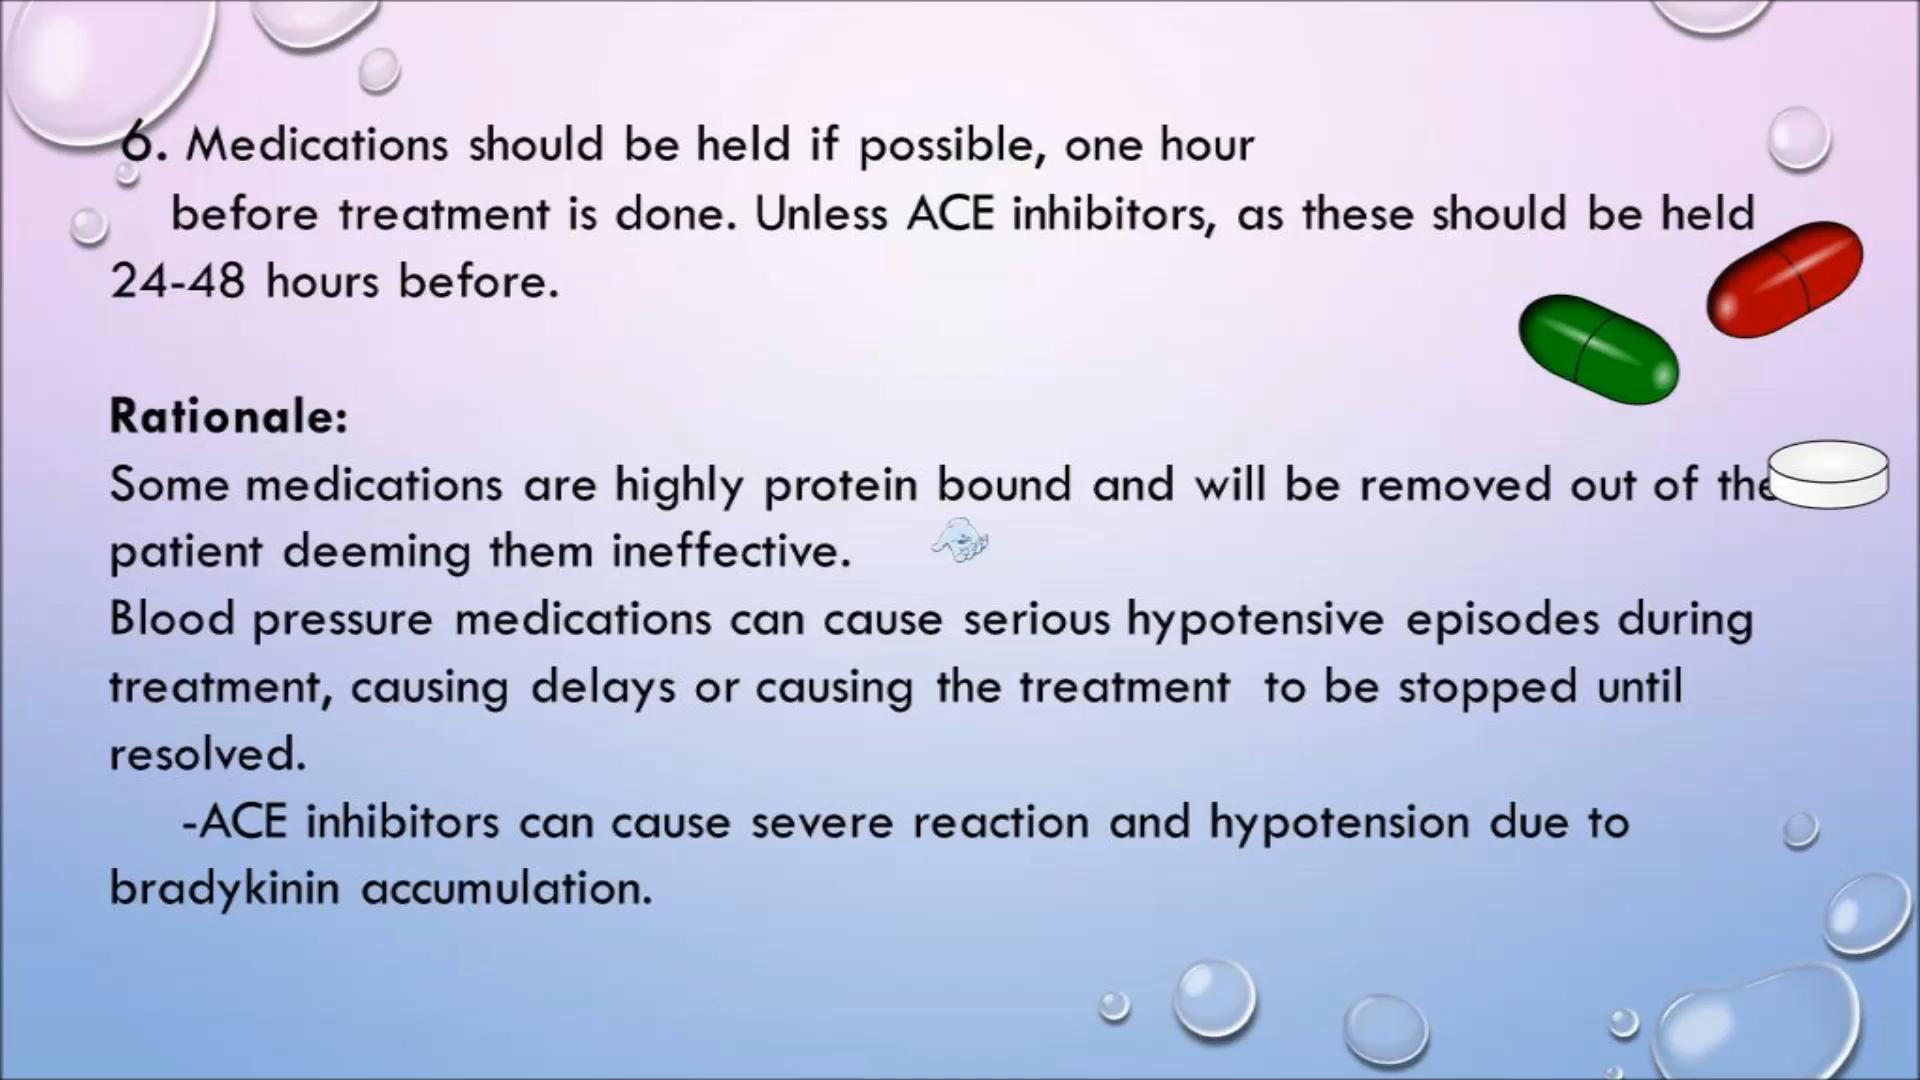 6. Medications should be held if possible, one hour
before treatment is done. Unless ACE inhibitors, as these should be held
24-48 hours before.
Rationale:
Some medications are highly protein bound and will be removed out of the
patient deeming them ineffective.
Blood pressure medications can cause serious hypotensive episodes during
treatment, causing delays or causing the treatment to be stopped until
resolved.
-ACE inhibitors can cause severe reaction and hypotension due to
bradykinin accumulation.